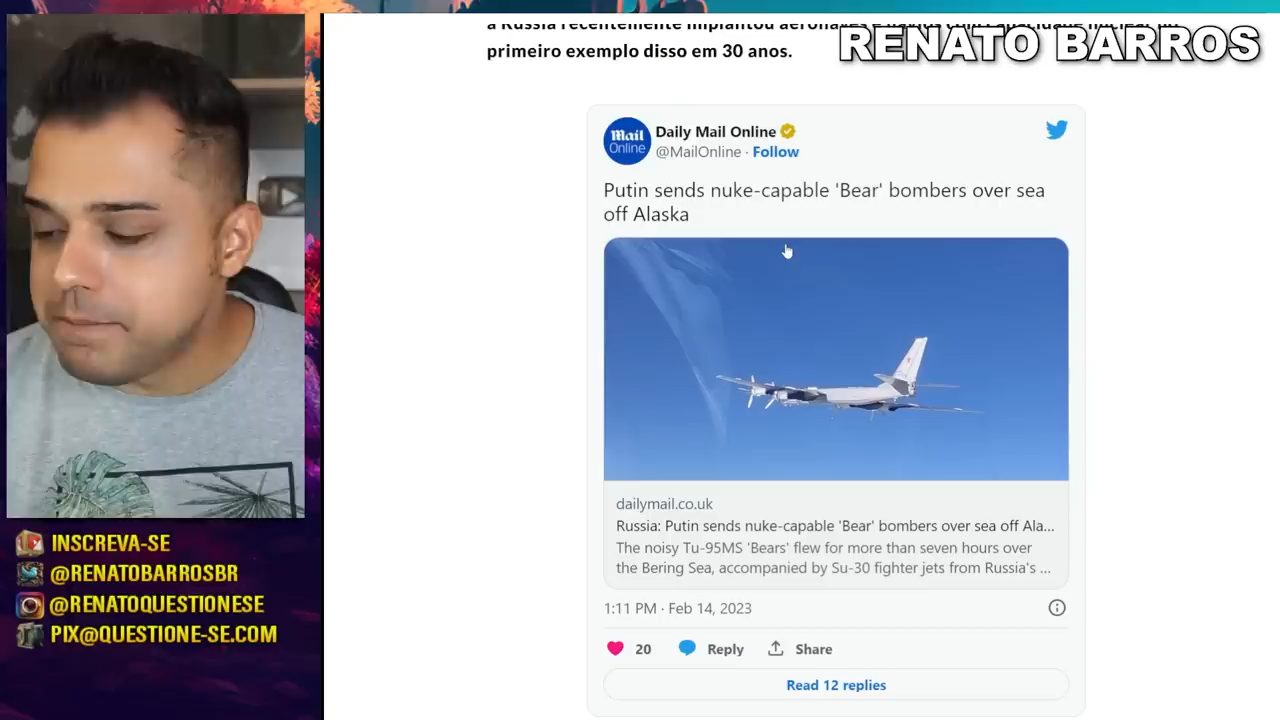 RENATO BARROS
primeiro exemplo disso em 30 anos.
Mail
Online
Daily Mail Online
@MailOnline · Follow
Putin sends nuke-capable 'Bear' bombers over sea
off Alaska
dailymail.co.uk
Russia: Putin sends nuke-capable 'Bear' bombers over sea off Ala...
The noisy Tu-95MS 'Bears' flew for more than seven hours over
the Bering Sea, accompanied by Su-30 fighter jets from Russia's ...
1:11 PM · Feb 14, 2023
20 Reply Share
Read 12 replies
INSCREVA-SE
@RENATOBARROSBR
@RENATOQUESTIONESE
PIX@QUESTIONE-SE.COM